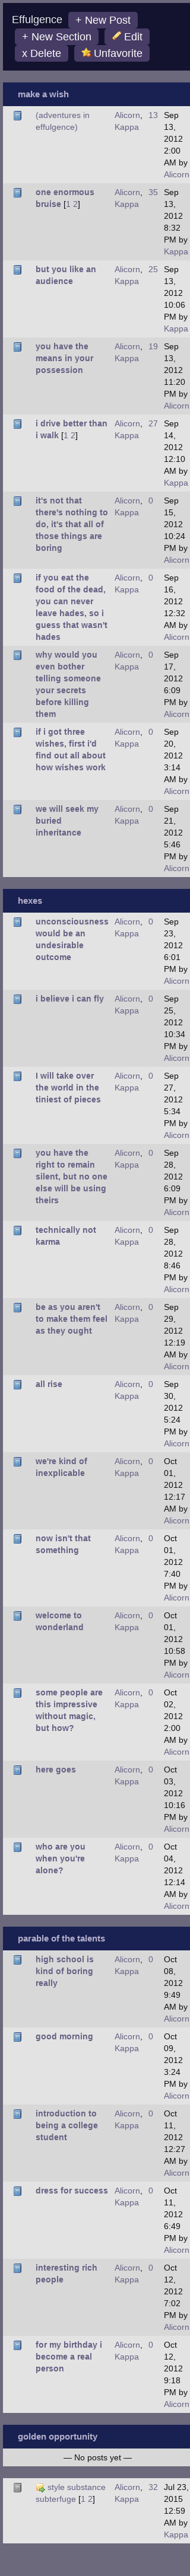 Effulgence + New Post
+ New Section Edit
x Delete Unfavorite
make a wish
(adventures in effulgence)
Alicorn, Kappa
13
Sep 13, 2012 2:00 AM by Alicorn
one enormous bruise [1 2]
Alicorn, Kappa
35
Sep 13, 2012 8:32 PM by Kappa
but you like an audience
Alicorn, Kappa
25
Sep 13, 2012 10:06 PM by Kappa
you have the means in your possession
Alicorn, Kappa
19
Sep 13, 2012 11:20 PM by Alicorn
i drive better than i walk [1 2]
Alicorn, Kappa
27
Sep 14, 2012 12:10 AM by Kappa
it's not that there's nothing to do, it's that all of those things are boring
Alicorn, Kappa
0
Sep 15, 2012 10:24 PM by Alicorn
if you eat the food of the dead, you can never leave hades, so i guess that wasn't hades
Alicorn, Kappa
0
Sep 16, 2012 12:32 AM by Alicorn
why would you even bother telling someone your secrets before killing them
Alicorn, Kappa
0
Sep 17, 2012 6:09 PM by Alicorn
if i got three wishes, first i'd find out all about how wishes work
Alicorn, Kappa
0
Sep 20, 2012 3:14 AM by Alicorn
we will seek my buried inheritance
Alicorn, Kappa
0
Sep 21, 2012 5:46 PM by Alicorn
hexes
unconsciousness would be an undesirable outcome
Alicorn, Kappa
0
Sep 23, 2012 6:01 PM by Alicorn
i believe i can fly
Alicorn, Kappa
0
Sep 25, 2012 10:34 PM by Alicorn
I will take over the world in the tiniest of pieces
Alicorn, Kappa
0
Sep 27, 2012 5:34 PM by Alicorn
you have the right to remain silent, but no one else will be using theirs
Alicorn, Kappa
0
Sep 28, 2012 6:09 PM by Alicorn
technically not karma
Alicorn, Kappa
0
Sep 28, 2012 8:46 PM by Alicorn
be as you aren't to make them feel as they ought
Alicorn, Kappa
0
Sep 29, 2012 12:19 AM by Alicorn
all rise
Alicorn, Kappa
0
Sep 30, 2012 5:24 PM by Alicorn
we're kind of inexplicable
Alicorn, Kappa
0
Oct 01, 2012 12:17 AM by Alicorn
now isn't that something
Alicorn, Kappa
0
Oct 01, 2012 7:40 PM by Alicorn
welcome to wonderland
Alicorn, Kappa
0
Oct 01, 2012 10:58 PM by Alicorn
some people are this impressive without magic, but how?
Alicorn, Kappa
0
Oct 02, 2012 2:00 AM by Alicorn
here goes
Alicorn, Kappa
0
Oct 03, 2012 10:16 PM by Alicorn
who are you when you're alone?
Alicorn, Kappa
0
Oct 04, 2012 12:14 AM by Alicorn
parable of the talents
high school is kind of boring really
Alicorn, Kappa
0
Oct 08, 2012 9:49 AM by Alicorn
good morning
Alicorn, Kappa
0
Oct 09, 2012 3:24 PM by Alicorn
introduction to being a college student
Alicorn, Kappa
0
Oct 11, 2012 12:27 AM by Alicorn
dress for success
Alicorn, Kappa
0
Oct 11, 2012 6:49 PM by Alicorn
interesting rich people
Alicorn, Kappa
0
Oct 12, 2012 7:02 PM by Alicorn
for my birthday i become a real person
Alicorn, Kappa
0
Oct 12, 2012 9:18 PM by Alicorn
golden opportunity
— No posts yet —
style substance subterfuge [1 2]
Alicorn, Kappa
32
Jul 23, 2015 12:59 AM by Kappa